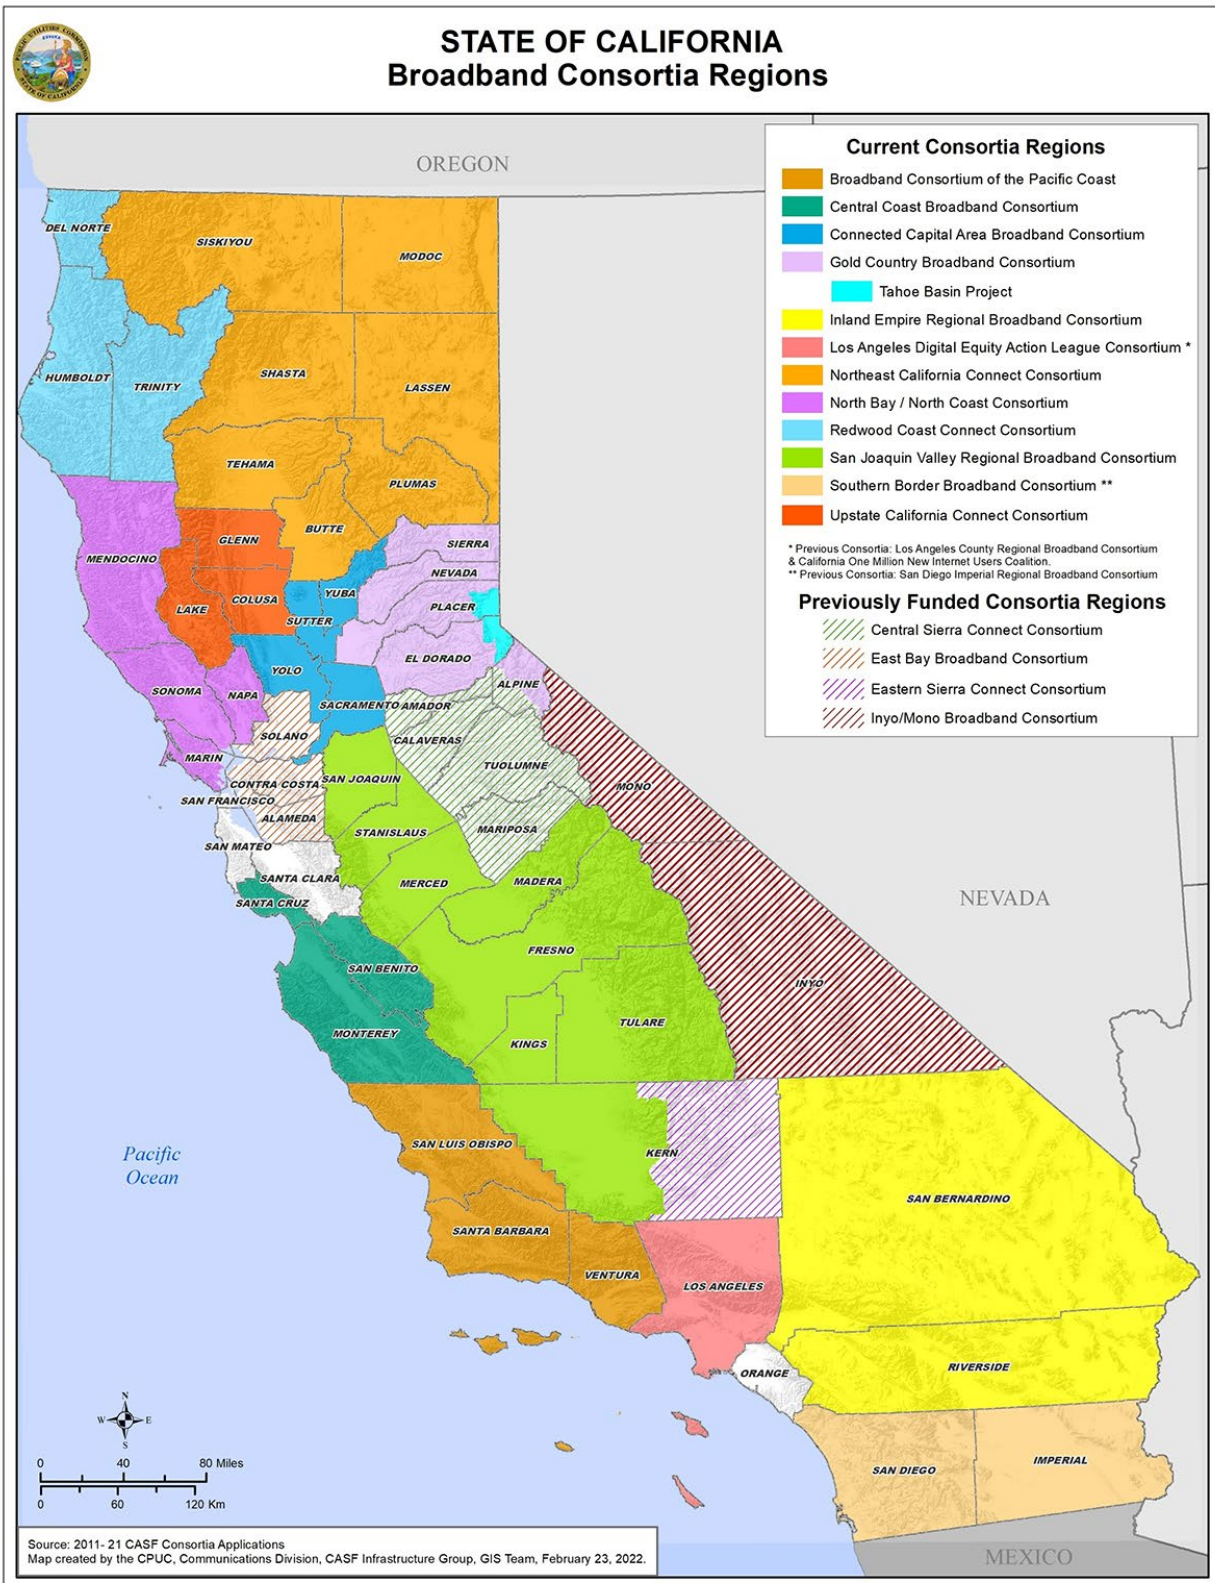 STATE OF CALIFORNIA
Broadband Consortia Regions
PUBLIC UTILITIES COMMISSION
STATE OF CALIFORNIA
OREGON
Current Consortia Regions
Broadband Consortium of the Pacific Coast
Central Coast Broadband Consortium
Connected Capital Area Broadband Consortium
Gold Country Broadband Consortium
Tahoe Basin Project
Inland Empire Regional Broadband Consortium
Los Angeles Digital Equity Action League Consortium *
Northeast California Connect Consortium
North Bay / North Coast Consortium
Redwood Coast Connect Consortium
San Joaquin Valley Regional Broadband Consortium
Southern Border Broadband Consortium **
Upstate California Connect Consortium
* Previous Consortia: Los Angeles County Regional Broadband Consortium
& California One Million New Internet Users Coalition.
** Previous Consortia: San Diego Imperial Regional Broadband Consortium
Previously Funded Consortia Regions
Central Sierra Connect Consortium
East Bay Broadband Consortium
Eastern Sierra Connect Consortium
Inyo/Mono Broadband Consortium
DEL NORTE
SISKIYOU
MODOC
HUMBOLDT
TRINITY
SHASTA
LASSEN
TEHAMA
PLUMAS
BUTTE
GLENN
SIERRA
MENDOCINO
NEVADA
YUBA
COLUSA
PLACER
LAKE
SUTTER
EL DORADO
YOLO
ALPINE
SONOMA
NAPA
SACRAMENTO
AMADOR
SOLANO
CALAVERAS
MARIN
TUOLUMNE
SAN JOAQUIN
CONTRA COSTA
MONO
SAN FRANCISCO
ALAMEDA
STANISLAUS
MARIPOSA
SAN MATEO
SANTA CLARA
MERCED
MADERA
SANTA CRUZ
NEVADA
FRESNO
SAN BENITO
INYO
TULARE
MONTEREY
KINGS
SAN LUIS OBISPO
KERN
Pacific
Ocean
SAN BERNARDINO
SANTA BARBARA
VENTURA
LOS ANGELES
RIVERSIDE
ORANGE
SAN DIEGO
IMPERIAL
MEXICO
N
W E
S
0 40 80 Miles
0 60 120 Km
Source: 2011- 21 CASF Consortia Applications
Map created by the CPUC, Communications Division, CASF Infrastructure Group, GIS Team, February 23, 2022.